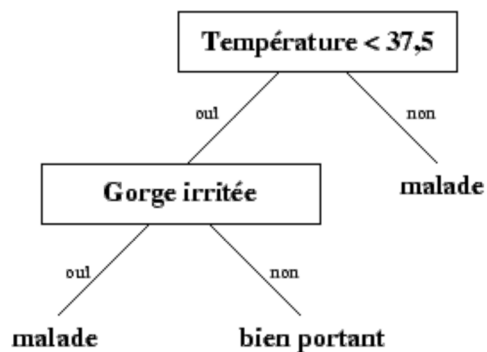 Température < 37,5
oui
non
Gorge irritée
malade
oui
non
malade
bien portant